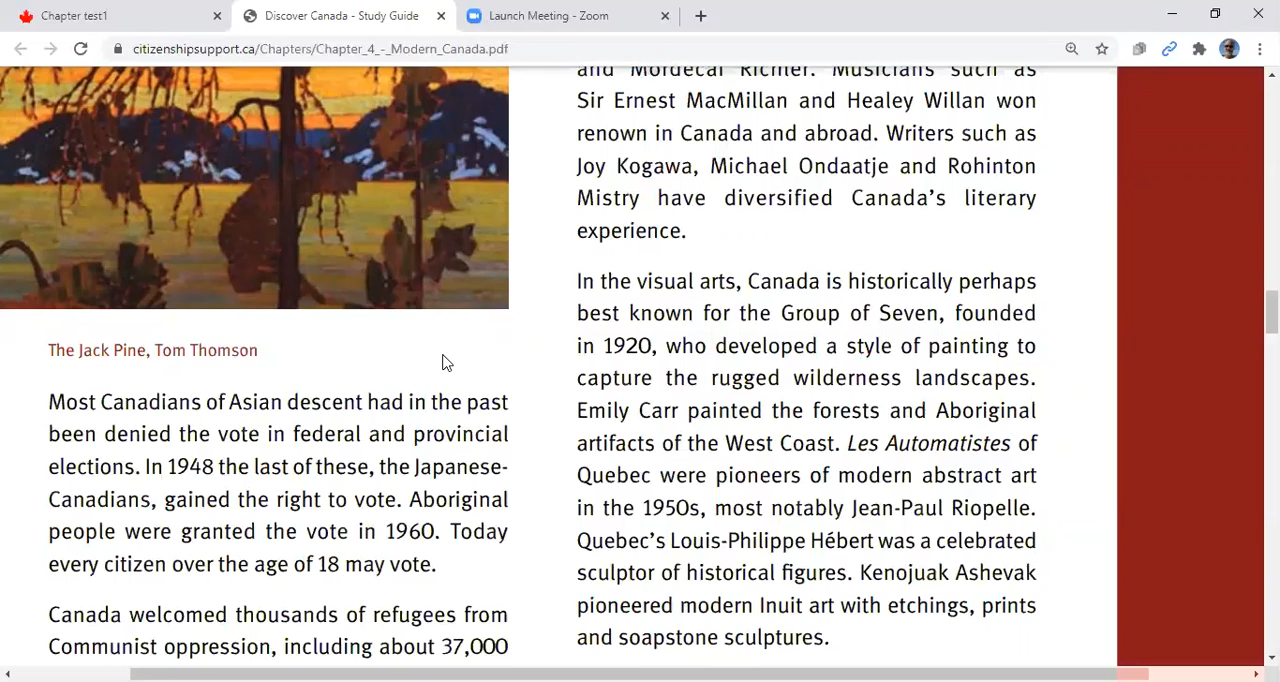 Chapter test1
Discover Canada - Study Guide
Launch Meeting - Zoom
citizenshipsupport.ca/Chapters/Chapter_4_-_Modern_Canada.pdf
The Jack Pine, Tom Thomson
Most Canadians of Asian descent had in the past
been denied the vote in federal and provincial
elections. In 1948 the last of these, the Japanese-
Canadians, gained the right to vote. Aboriginal
people were granted the vote in 1960. Today
every citizen over the age of 18 may vote.
Canada welcomed thousands of refugees from
Communist oppression, including about 37,000
and Mordecai Richler. Musicians such as
Sir Ernest MacMillan and Healey Willan won
renown in Canada and abroad. Writers such as
Joy Kogawa, Michael Ondaatje and Rohinton
Mistry have diversified Canada's literary
experience.
In the visual arts, Canada is historically perhaps
best known for the Group of Seven, founded
in 1920, who developed a style of painting to
capture the rugged wilderness landscapes.
Emily Carr painted the forests and Aboriginal
artifacts of the West Coast. Les Automatistes of
Quebec were pioneers of modern abstract art
in the 1950s, most notably Jean-Paul Riopelle.
Quebec's Louis-Philippe Hébert was a celebrated
sculptor of historical figures. Kenojuak Ashevak
pioneered modern Inuit art with etchings, prints
and soapstone sculptures.